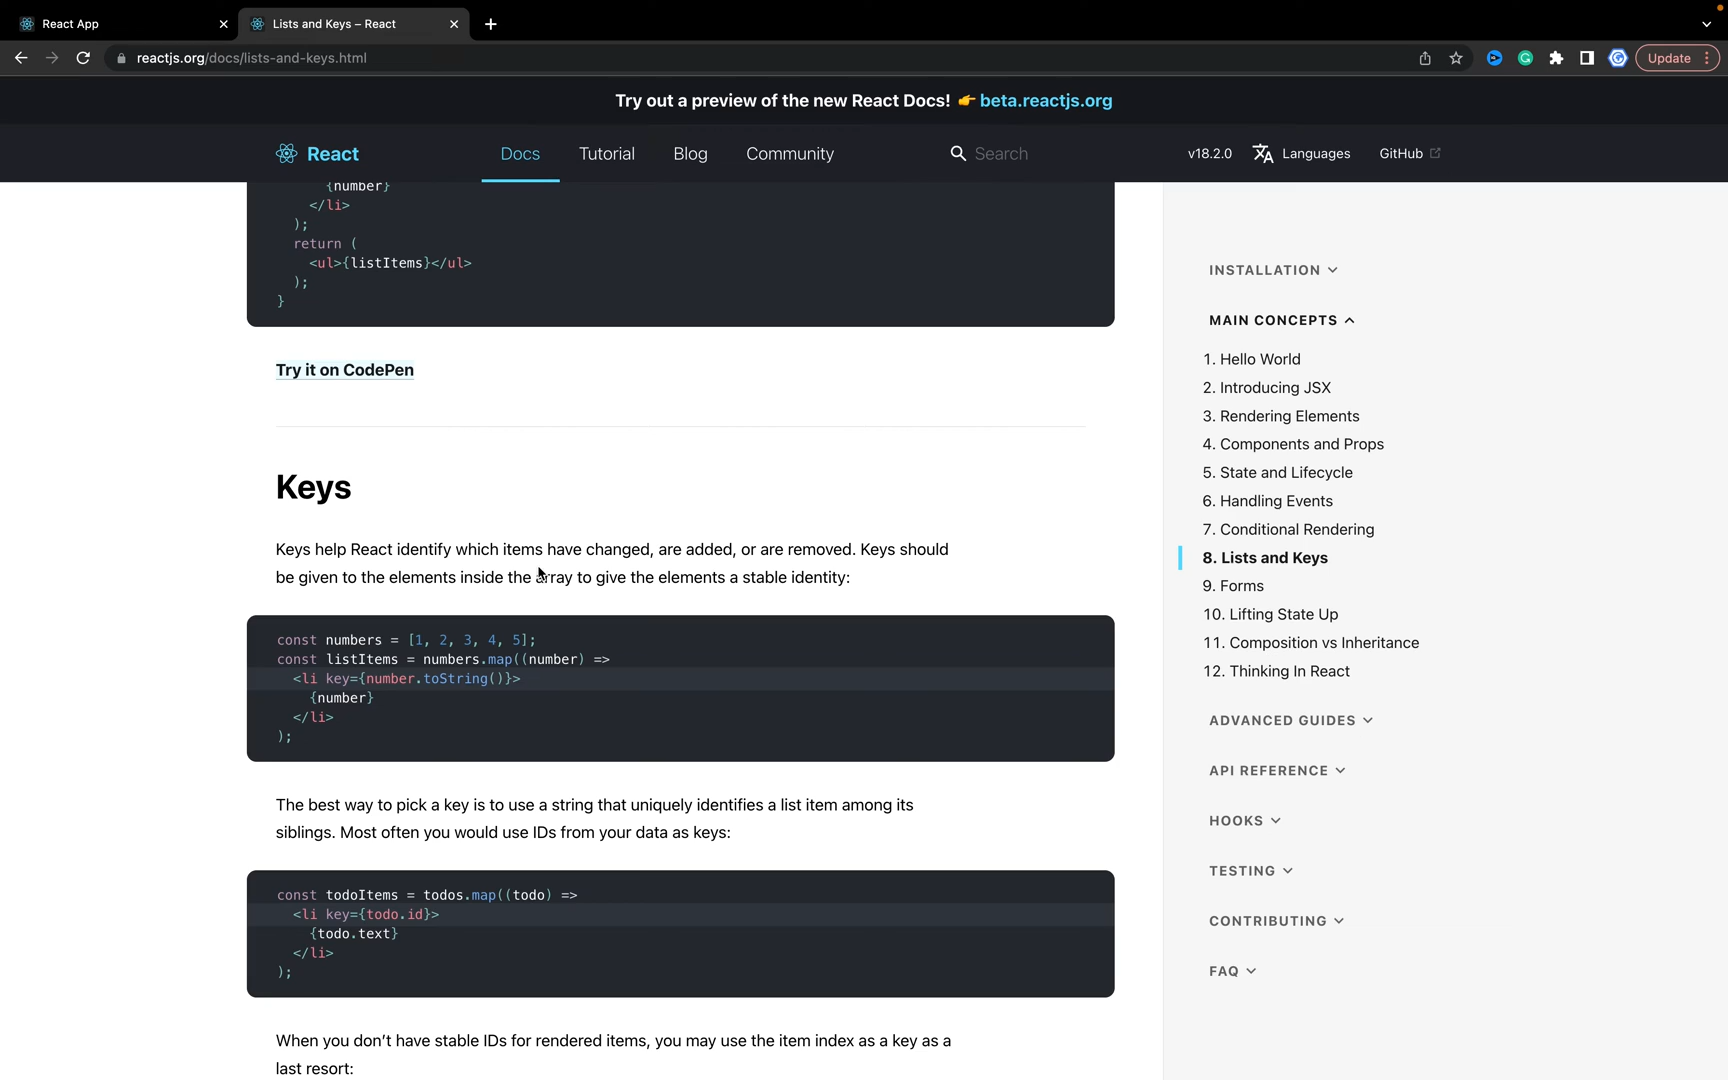 React App
Lists and Keys – React
reactjs.org/docs/lists-and-keys.html
Update
Try out a preview of the new React Docs! 👉 beta.reactjs.org
React
Docs
Tutorial
Blog
Community
Search
v18.2.0
Languages
GitHub
{number}
</li>
);
return (
<ul>{listItems}</ul>
);
}
Try it on CodePen
Keys
Keys help React identify which items have changed, are added, or are removed. Keys should
be given to the elements inside the array to give the elements a stable identity:
const numbers = [1, 2, 3, 4, 5];
const listItems = numbers.map((number) =>
<li key={number.toString()}>
{number}
</li>
);
The best way to pick a key is to use a string that uniquely identifies a list item among its
siblings. Most often you would use IDs from your data as keys:
const todoItems = todos.map((todo) =>
<li key={todo.id}>
{todo.text}
</li>
);
When you don’t have stable IDs for rendered items, you may use the item index as a key as a
last resort:
INSTALLATION
MAIN CONCEPTS
1. Hello World
2. Introducing JSX
3. Rendering Elements
4. Components and Props
5. State and Lifecycle
6. Handling Events
7. Conditional Rendering
8. Lists and Keys
9. Forms
10. Lifting State Up
11. Composition vs Inheritance
12. Thinking In React
ADVANCED GUIDES
API REFERENCE
HOOKS
TESTING
CONTRIBUTING
FAQ